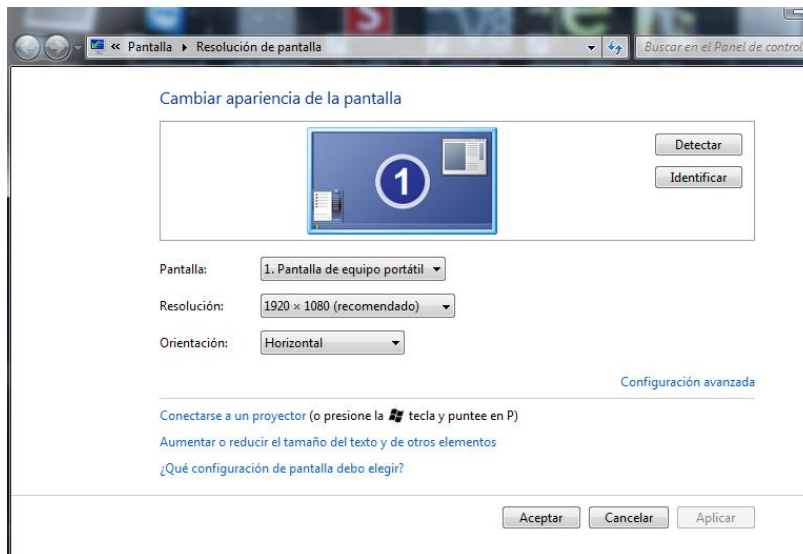 « Pantalla ▸ Resolución de pantalla
Buscar en el Panel de control
Cambiar apariencia de la pantalla
1
Detectar
Identificar
Pantalla: 1. Pantalla de equipo portátil
Resolución: 1920 × 1080 (recomendado)
Orientación: Horizontal
Configuración avanzada
Conectarse a un proyector (o presione la tecla y puntee en P)
Aumentar o reducir el tamaño del texto y de otros elementos
¿Qué configuración de pantalla debo elegir?
Aceptar Cancelar Aplicar